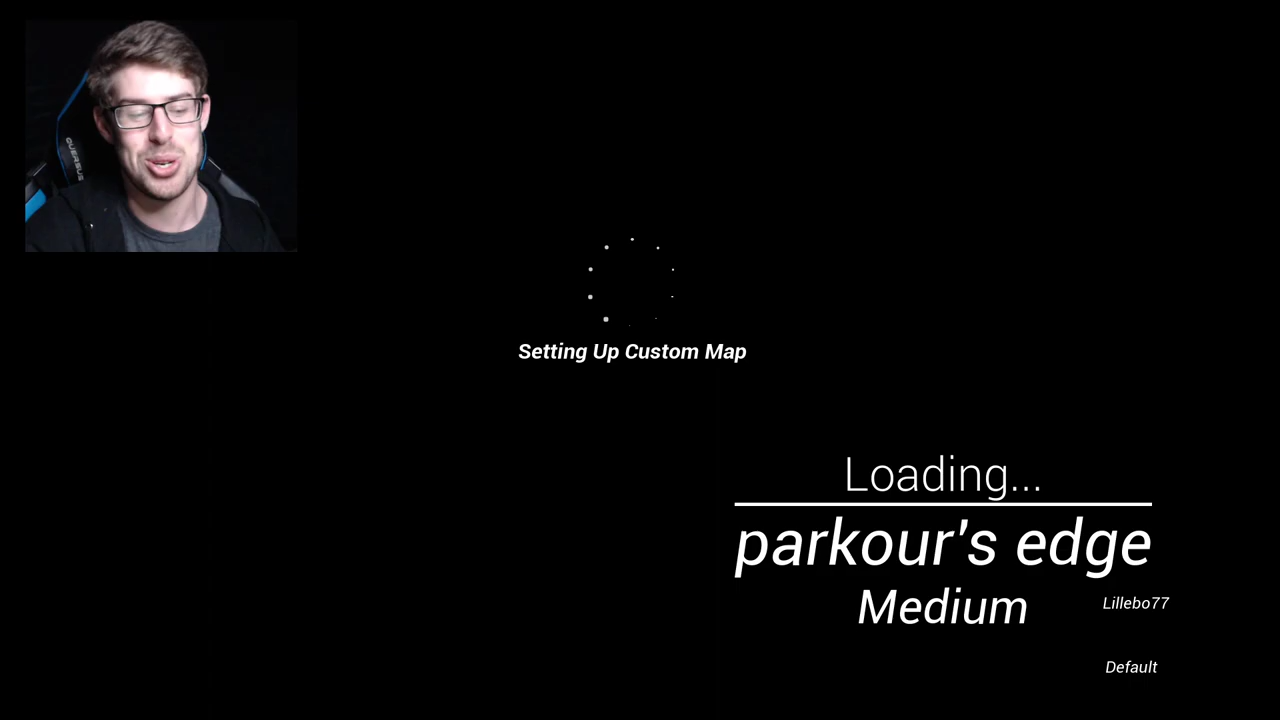 Setting Up Custom Map
Loading...
parkour's edge
Medium
Lillebo77
Default